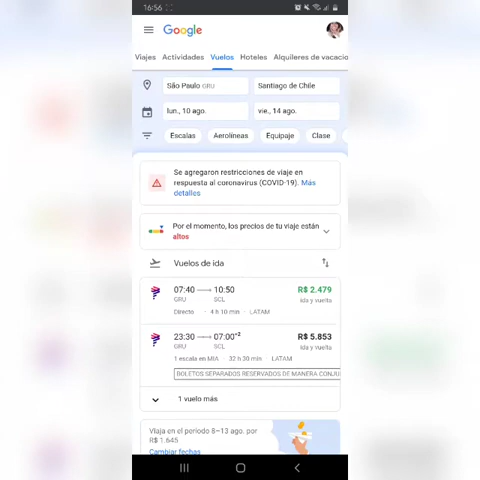 16:56
Google
Viajes Actividades Vuelos Hoteles Alquileres de vacacio
São Paulo GRU Santiago de Chile
lun., 10 ago. vie., 14 ago.
Escalas Aerolíneas Equipaje Clase
Se agregaron restricciones de viaje en
respuesta al coronavirus (COVID-19). Más
detalles
Por el momento, los precios de tu viaje están
altos
Vuelos de ida
07:40 10:50 R$ 2.479
GRU SCL ida y vuelta
Directo · 4 h 10 min · LATAM
23:30 07:00+2 R$ 5.853
GRU SCL ida y vuelta
1 escala en MIA · 32 h 30 min · LATAM
BOLETOS SEPARADOS RESERVADOS DE MANERA CONJU
1 vuelo más
Viaja en el periodo 8–13 ago. por
R$ 1.645
Cambiar fechas